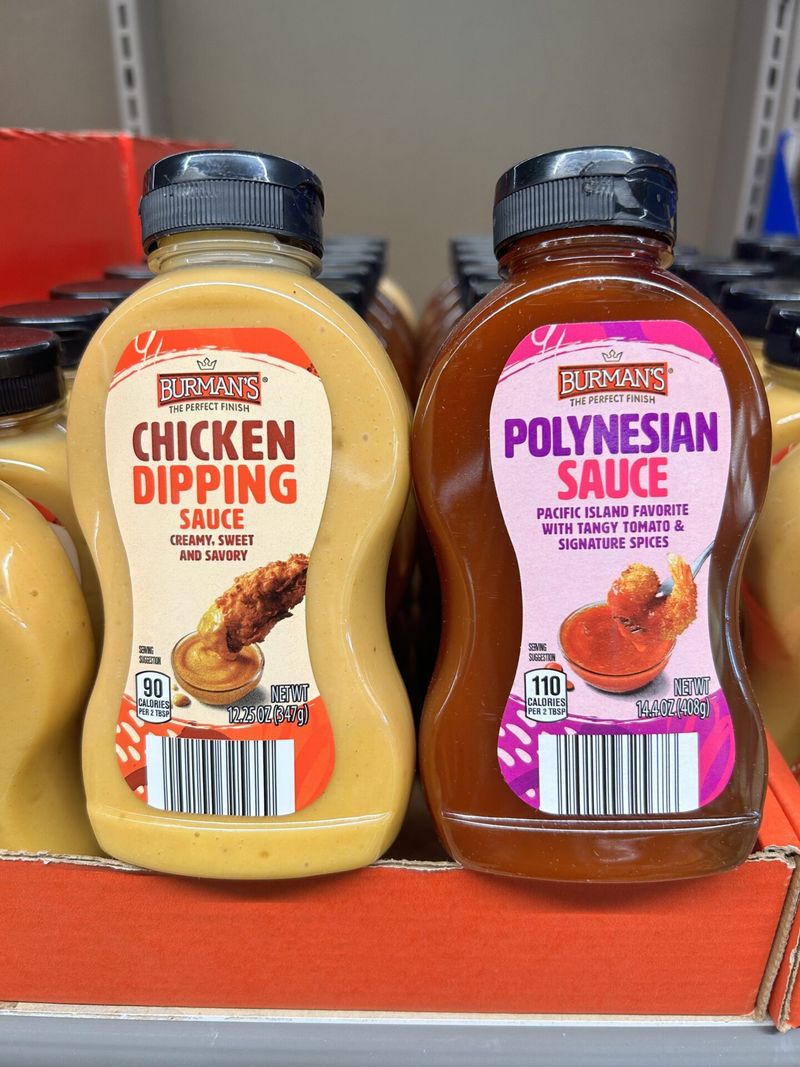 BURMAN'S®
THE PERFECT FINISH
CHICKEN
DIPPING
SAUCE
CREAMY, SWEET
AND SAVORY
SERVING
SUGGESTION
90
CALORIES
PER 2 TBSP
NET WT
12.25 OZ (347g)
BURMAN'S®
THE PERFECT FINISH
POLYNESIAN
SAUCE
PACIFIC ISLAND FAVORITE
WITH TANGY TOMATO &
SIGNATURE SPICES
SERVING
SUGGESTION
110
CALORIES
PER 2 TBSP
NET WT
14.4 OZ (408g)